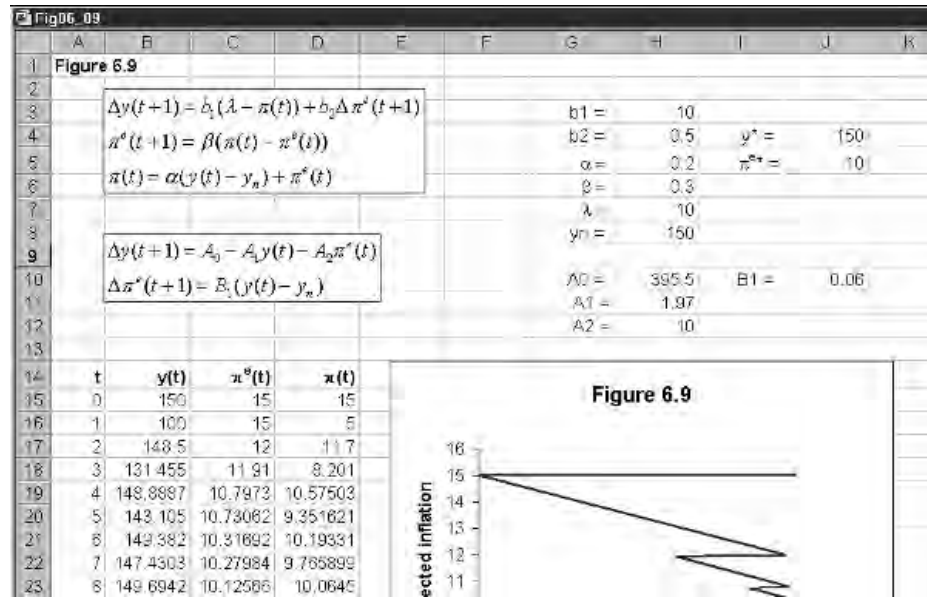 Fig06_09
A B C D E F G H I J K
1 Figure 6.9
2
3 Δy(t+1) = b₁(λ − π(t)) + b₂Δπᵉ(t+1) b1 = 10
4 πᵉ(t+1) = β(π(t) − πᵉ(t)) b2 = 0.5 y* = 150
5 π(t) = α(y(t) − yₙ) + πᵉ(t) α = 0.2 πᵉ* = 10
6 β = 0.3
7 λ = 10
8 yn = 150
9 Δy(t+1) = A₀ − A₁y(t) − A₂πᵉ(t)
10 Δπᵉ(t+1) = B₁(y(t) − yₙ) A0 = 395.5 B1 = 0.06
11 A1 = 1.97
12 A2 = 10
13
14 t y(t) πᵉ(t) π(t)
15 0 150 15 15
16 1 100 15 5
17 2 148.5 12 11.7
18 3 131.455 11.91 8.201
19 4 148.8887 10.7973 10.57503
20 5 143.105 10.73062 9.351621
21 6 149.382 10.31692 10.19331
22 7 147.4303 10.27984 9.765899
23 8 149.6942 10.12566 10.0645
Figure 6.9
16
15
14
13
12
11
ected inflation